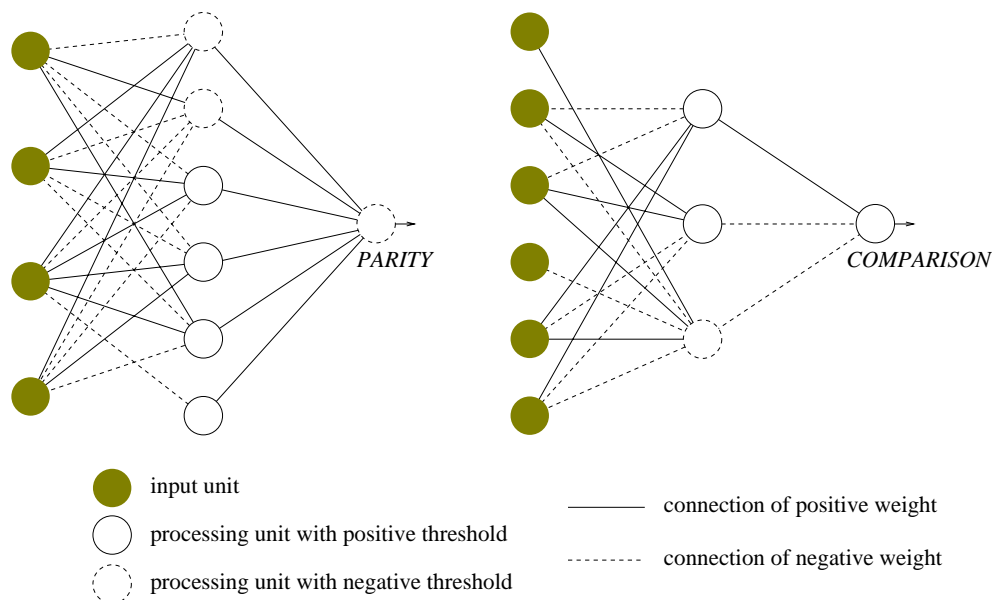 PARITY
COMPARISON
input unit
processing unit with positive threshold
processing unit with negative threshold
connection of positive weight
connection of negative weight